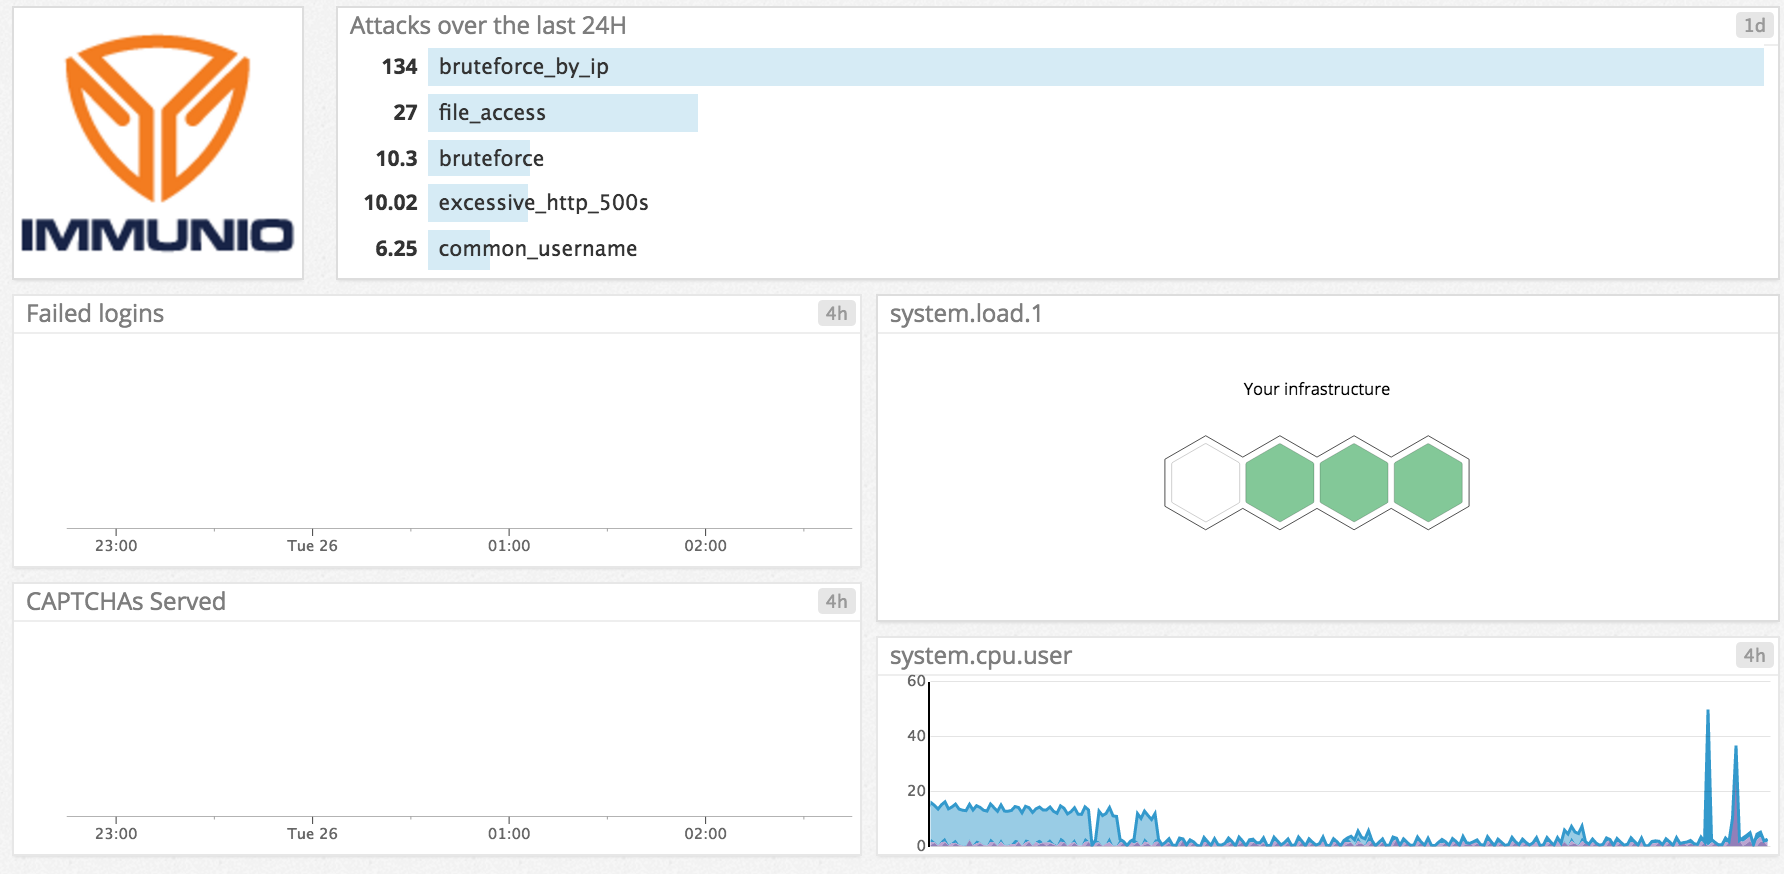 IMMUNIO
Attacks over the last 24H
1d
134 bruteforce_by_ip
27 file_access
10.3 bruteforce
10.02 excessive_http_500s
6.25 common_username
Failed logins
4h
23:00 Tue 26 01:00 02:00
system.load.1
Your infrastructure
CAPTCHAs Served
4h
23:00 Tue 26 01:00 02:00
system.cpu.user
4h
60
40
20
0